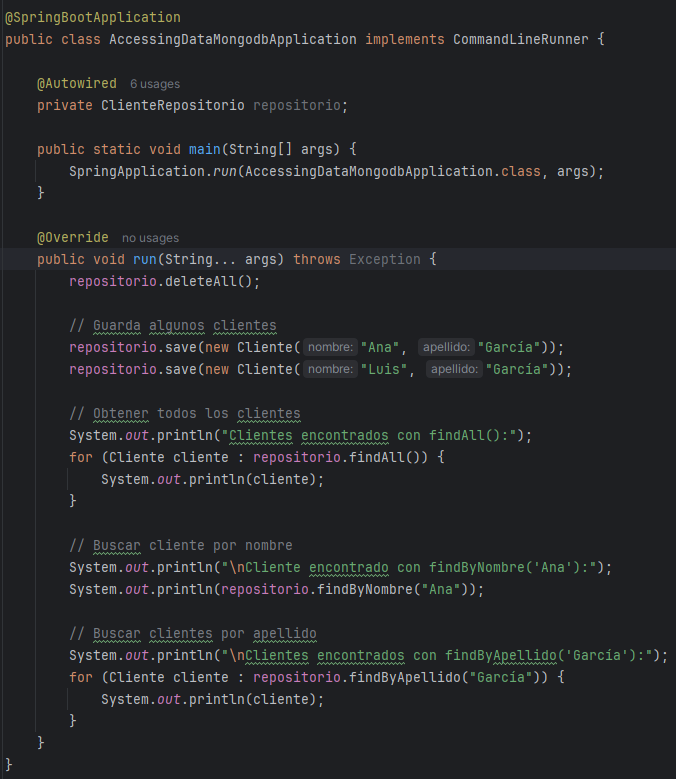 @SpringBootApplication
public class AccessingDataMongodbApplication implements CommandLineRunner {
@Autowired 6 usages
private ClienteRepositorio repositorio;
public static void main(String[] args) {
SpringApplication.run(AccessingDataMongodbApplication.class, args);
}
@Override no usages
public void run(String... args) throws Exception {
repositorio.deleteAll();
// Guarda algunos clientes
repositorio.save(new Cliente( nombre: "Ana", apellido: "García"));
repositorio.save(new Cliente( nombre: "Luis", apellido: "García"));
// Obtener todos los clientes
System.out.println("Clientes encontrados con findAll():");
for (Cliente cliente : repositorio.findAll()) {
System.out.println(cliente);
}
// Buscar cliente por nombre
System.out.println("\nCliente encontrado con findByNombre('Ana'):");
System.out.println(repositorio.findByNombre("Ana"));
// Buscar clientes por apellido
System.out.println("\nClientes encontrados con findByApellido('García'):");
for (Cliente cliente : repositorio.findByApellido("García")) {
System.out.println(cliente);
}
}
}